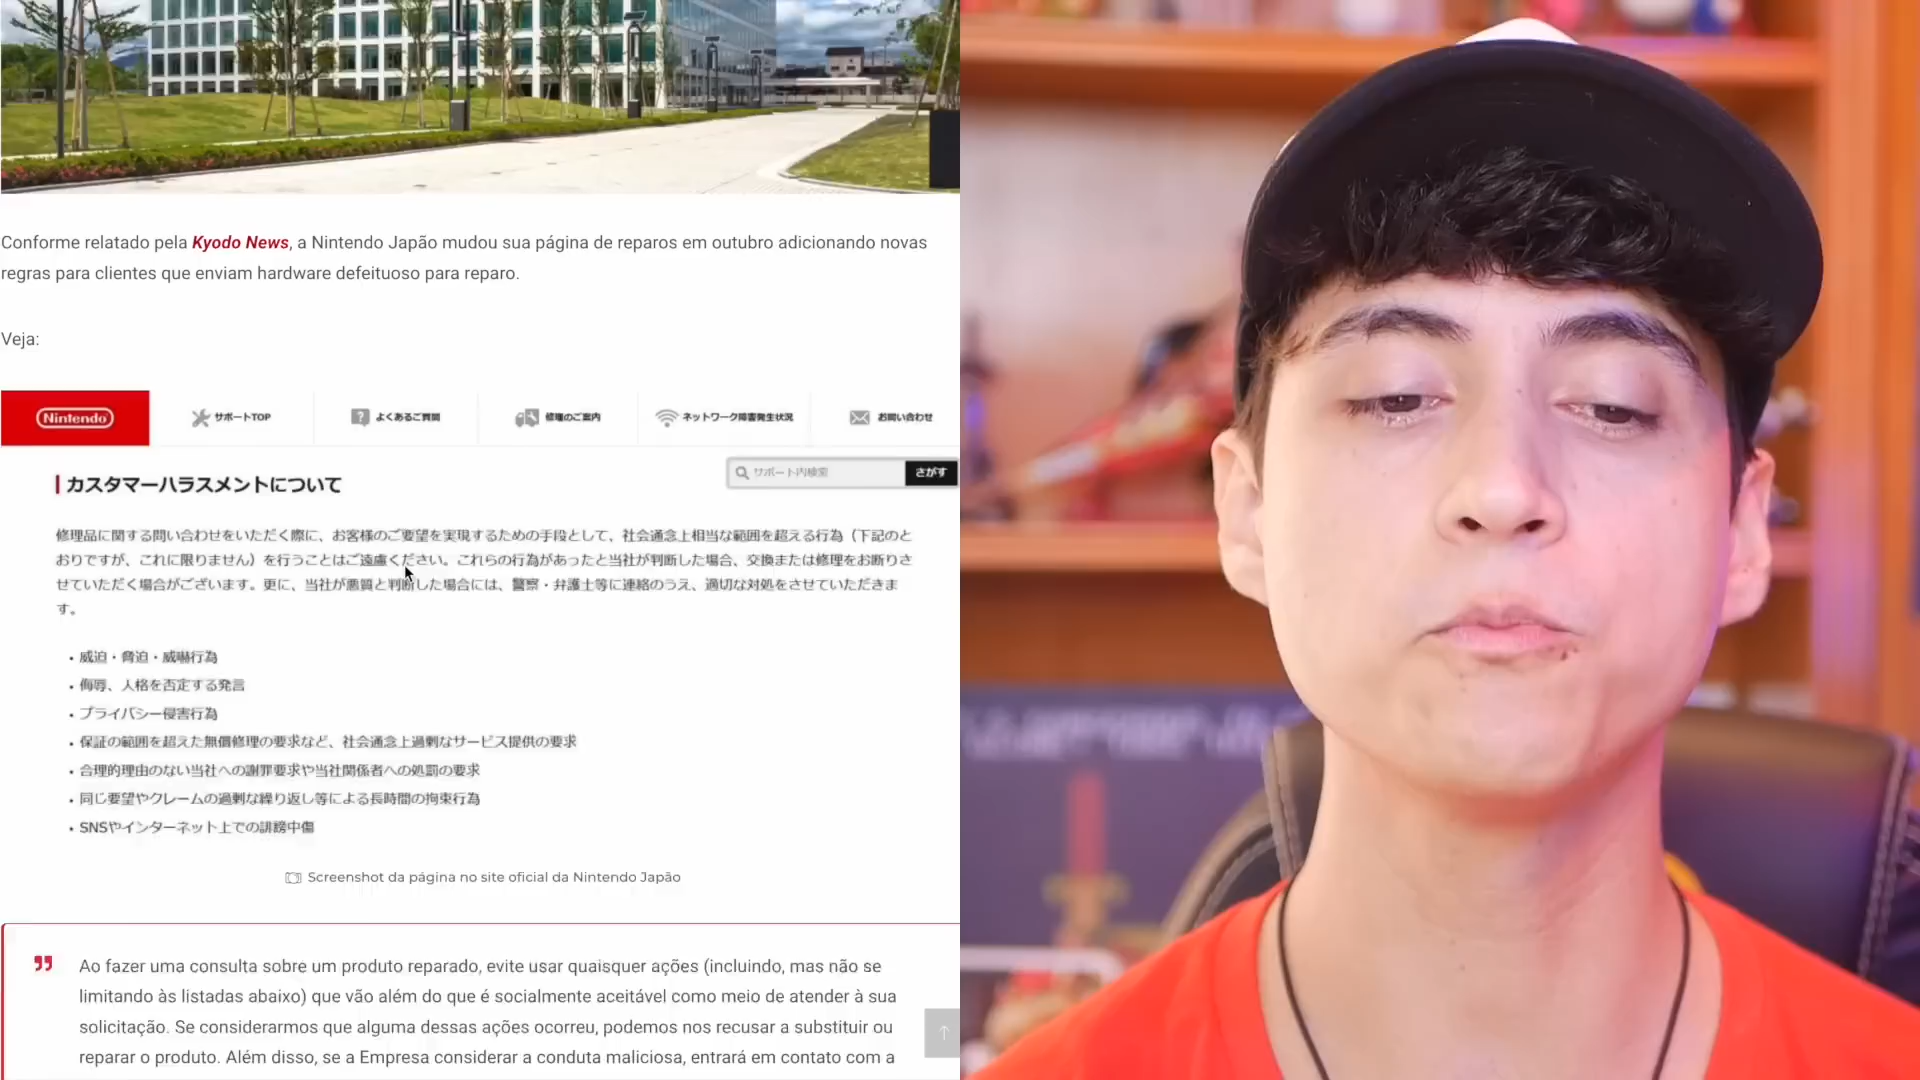 Conforme relatado pela Kyodo News, a Nintendo Japão mudou sua página de reparos em outubro adicionando novas
regras para clientes que enviam hardware defeituoso para reparo.
Veja:
Nintendo
サポートTOP
よくあるご質問
修理のご案内
ネットワーク障害発生状況
お問い合わせ
サポート内検索
さがす
カスタマーハラスメントについて
修理品に関する問い合わせをいただく際に、お客様のご要望を実現するための手段として、社会通念上相当な範囲を超える行為（下記のと
おりですが、これに限りません）を行うことはご遠慮ください。これらの行為があったと当社が判断した場合、交換または修理をお断りさ
せていただく場合がございます。更に、当社が悪質と判断した場合には、警察・弁護士等に連絡のうえ、適切な対処をさせていただきま
す。
・威迫・脅迫・威嚇行為
・侮辱、人格を否定する発言
・プライバシー侵害行為
・保証の範囲を超えた無償修理の要求など、社会通念上過剰なサービス提供の要求
・合理的理由のない当社への謝罪要求や当社関係者への処罰の要求
・同じ要望やクレームの過剰な繰り返し等による長時間の拘束行為
・SNSやインターネット上での誹謗中傷
Screenshot da página no site oficial da Nintendo Japão
Ao fazer uma consulta sobre um produto reparado, evite usar quaisquer ações (incluindo, mas não se
limitando às listadas abaixo) que vão além do que é socialmente aceitável como meio de atender à sua
solicitação. Se considerarmos que alguma dessas ações ocorreu, podemos nos recusar a substituir ou
reparar o produto. Além disso, se a Empresa considerar a conduta maliciosa, entrará em contato com a